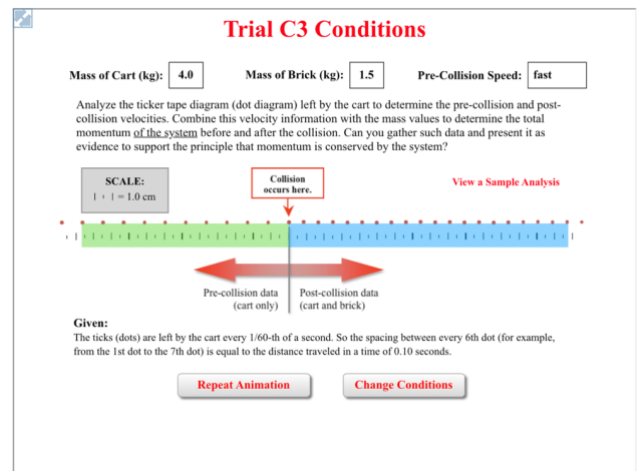 Trial C3 Conditions
Mass of Cart (kg): 4.0 Mass of Brick (kg): 1.5 Pre-Collision Speed: fast
Analyze the ticker tape diagram (dot diagram) left by the cart to determine the pre-collision and post-
collision velocities. Combine this velocity information with the mass values to determine the total
momentum of the system before and after the collision. Can you gather such data and present it as
evidence to support the principle that momentum is conserved by the system?
SCALE:
= 1.0 cm
Collision
occurs here.
View a Sample Analysis
Pre-collision data
(cart only)
Post-collision data
(cart and brick)
Given:
The ticks (dots) are left by the cart every 1/60-th of a second. So the spacing between every 6th dot (for example,
from the 1st dot to the 7th dot) is equal to the distance traveled in a time of 0.10 seconds.
Repeat Animation
Change Conditions